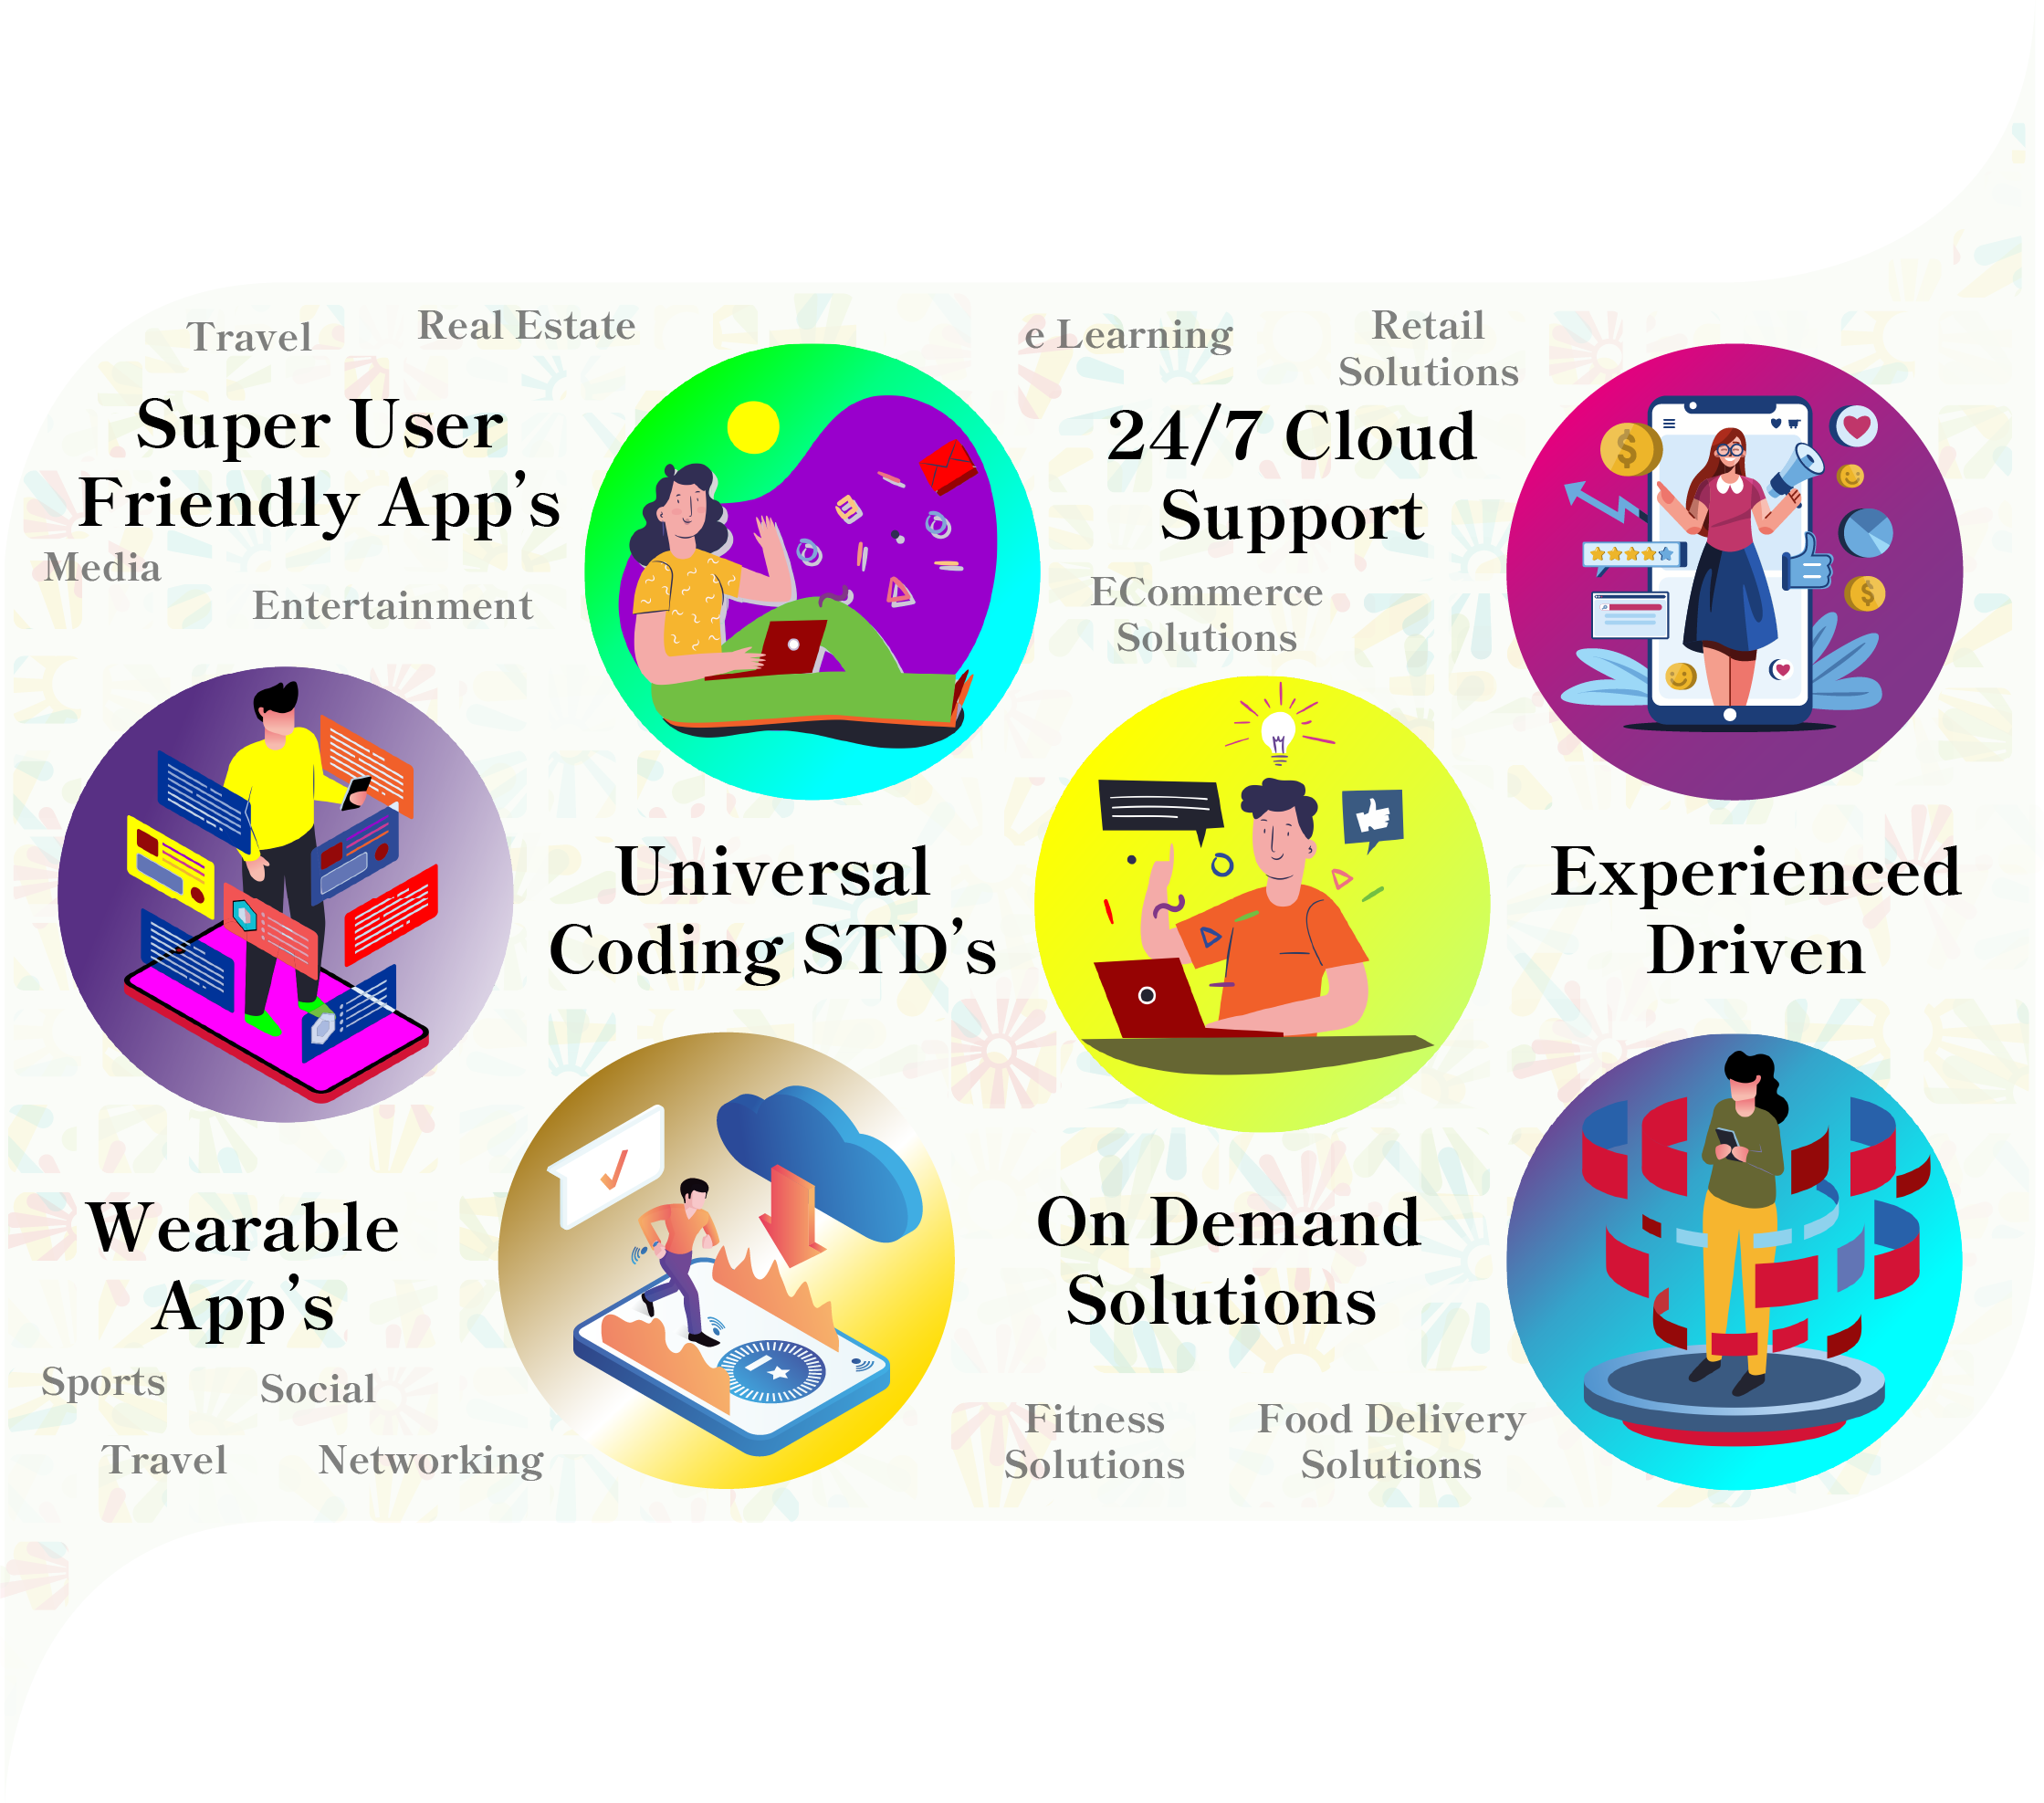 Travel
Real Estate
Super User
Friendly App's
Media
Entertainment
e Learning
Retail
Solutions
24/7 Cloud
Support
ECommerce
Solutions
Universal
Coding STD's
Experienced
Driven
Wearable
App's
Sports
Social
Travel
Networking
On Demand
Solutions
Fitness
Solutions
Food Delivery
Solutions